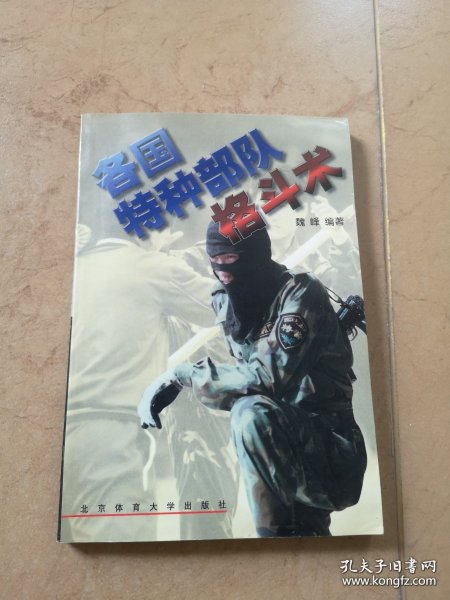 各国
特种部队
格斗术
魏峰 编著
北京体育大学出版社
孔夫子旧书网
www.kongfz.com